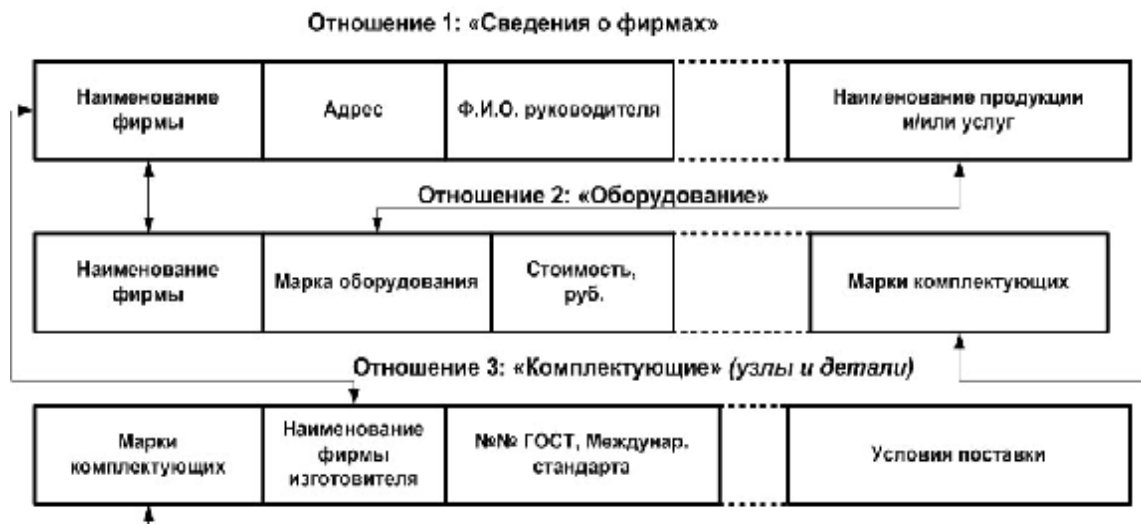 Отношение 1: «Сведения о фирмах»
Наименование
фирмы
Адрес
Ф.И.О. руководителя
Наименование продукции
и/или услуг
Отношение 2: «Оборудование»
Наименование
фирмы
Марка оборудования
Стоимость,
руб.
Марки комплектующих
Отношение 3: «Комплектующие» (узлы и детали)
Марки
комплектующих
Наименование
фирмы
изготовителя
№№ ГОСТ, Междунар.
стандарта
Условия поставки